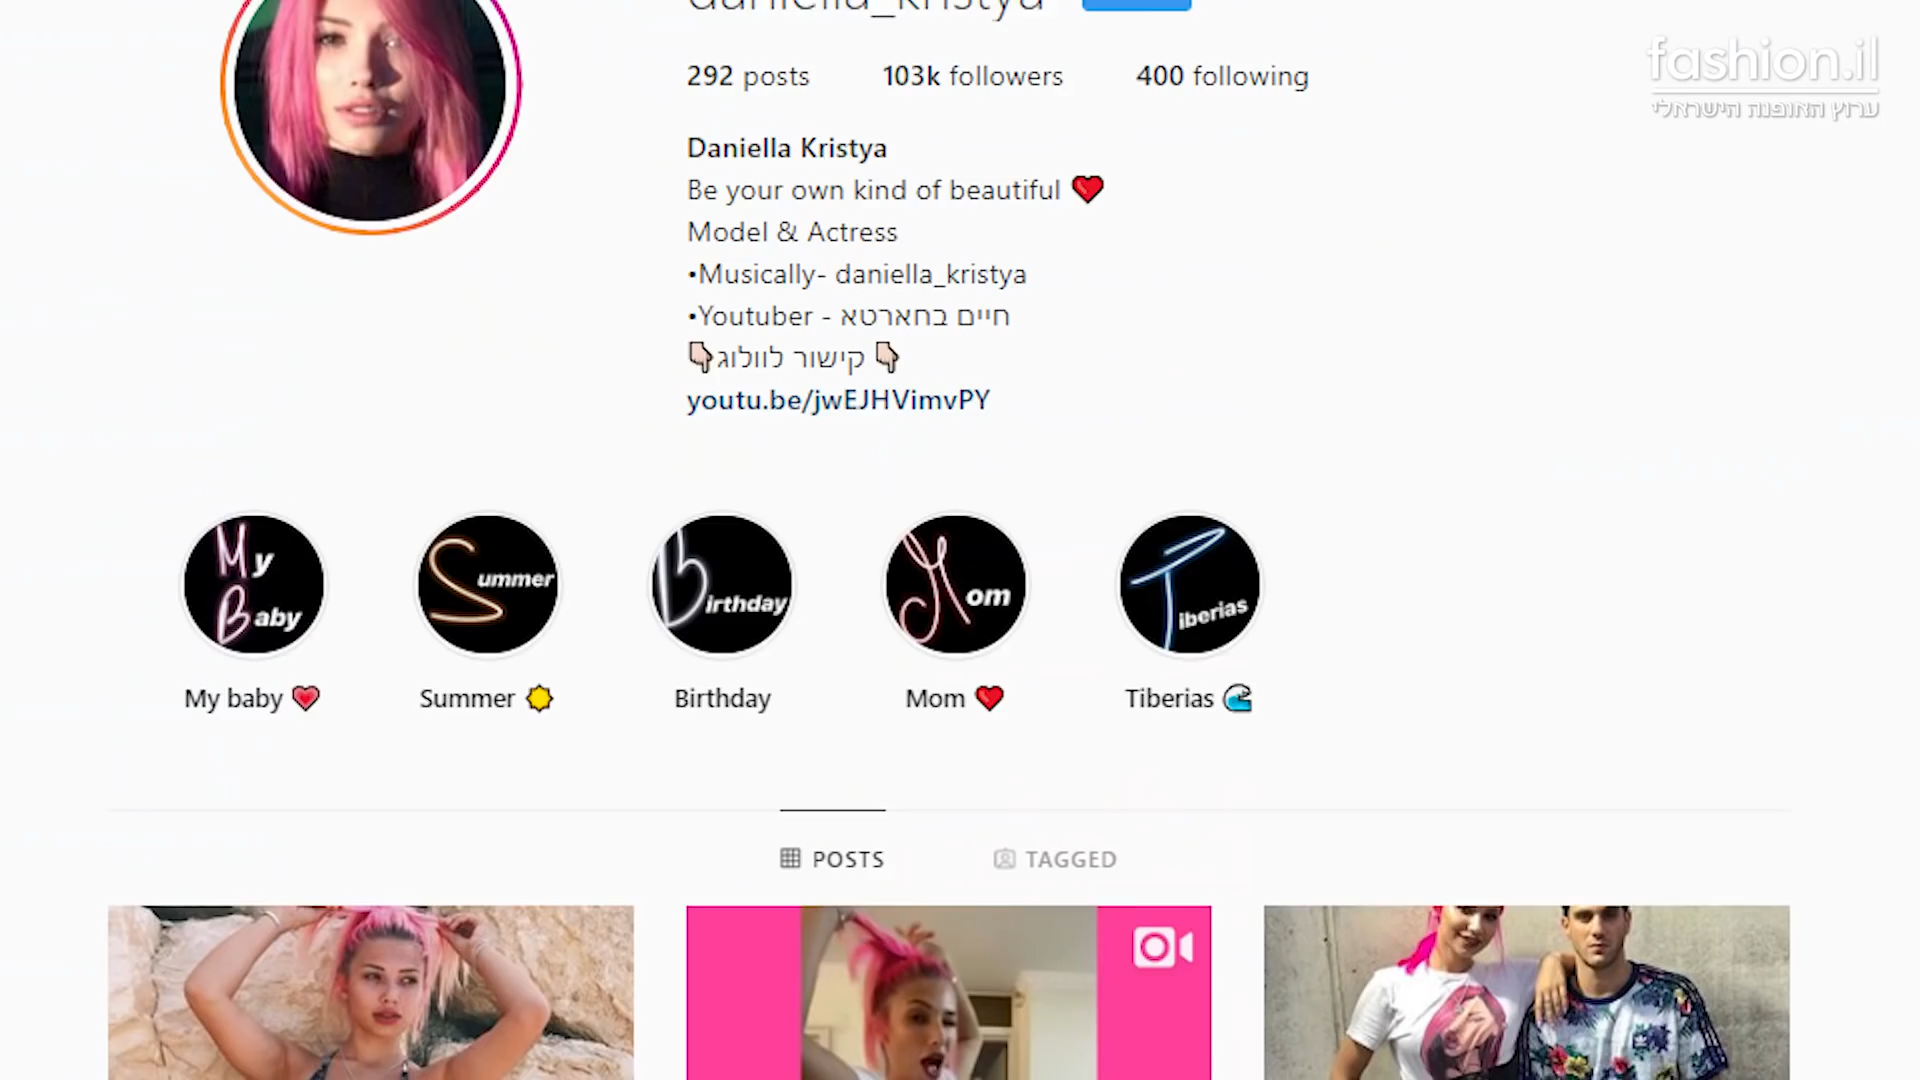 daniella_kristya
fashion.il
ערוץ האופנה הישראלי
292 posts 103k followers 400 following
Daniella Kristya
Be your own kind of beautiful ❤️
Model & Actress
•Musically- daniella_kristya
•Youtuber - חיים בחארטא
👇קישור לוולוג 👇
youtu.be/jwEJHVimvPY
My Baby
Summer
Birthday
Mom
Tiberias
My baby ❤️ Summer ☀️ Birthday Mom ❤️ Tiberias 🌊
POSTS TAGGED